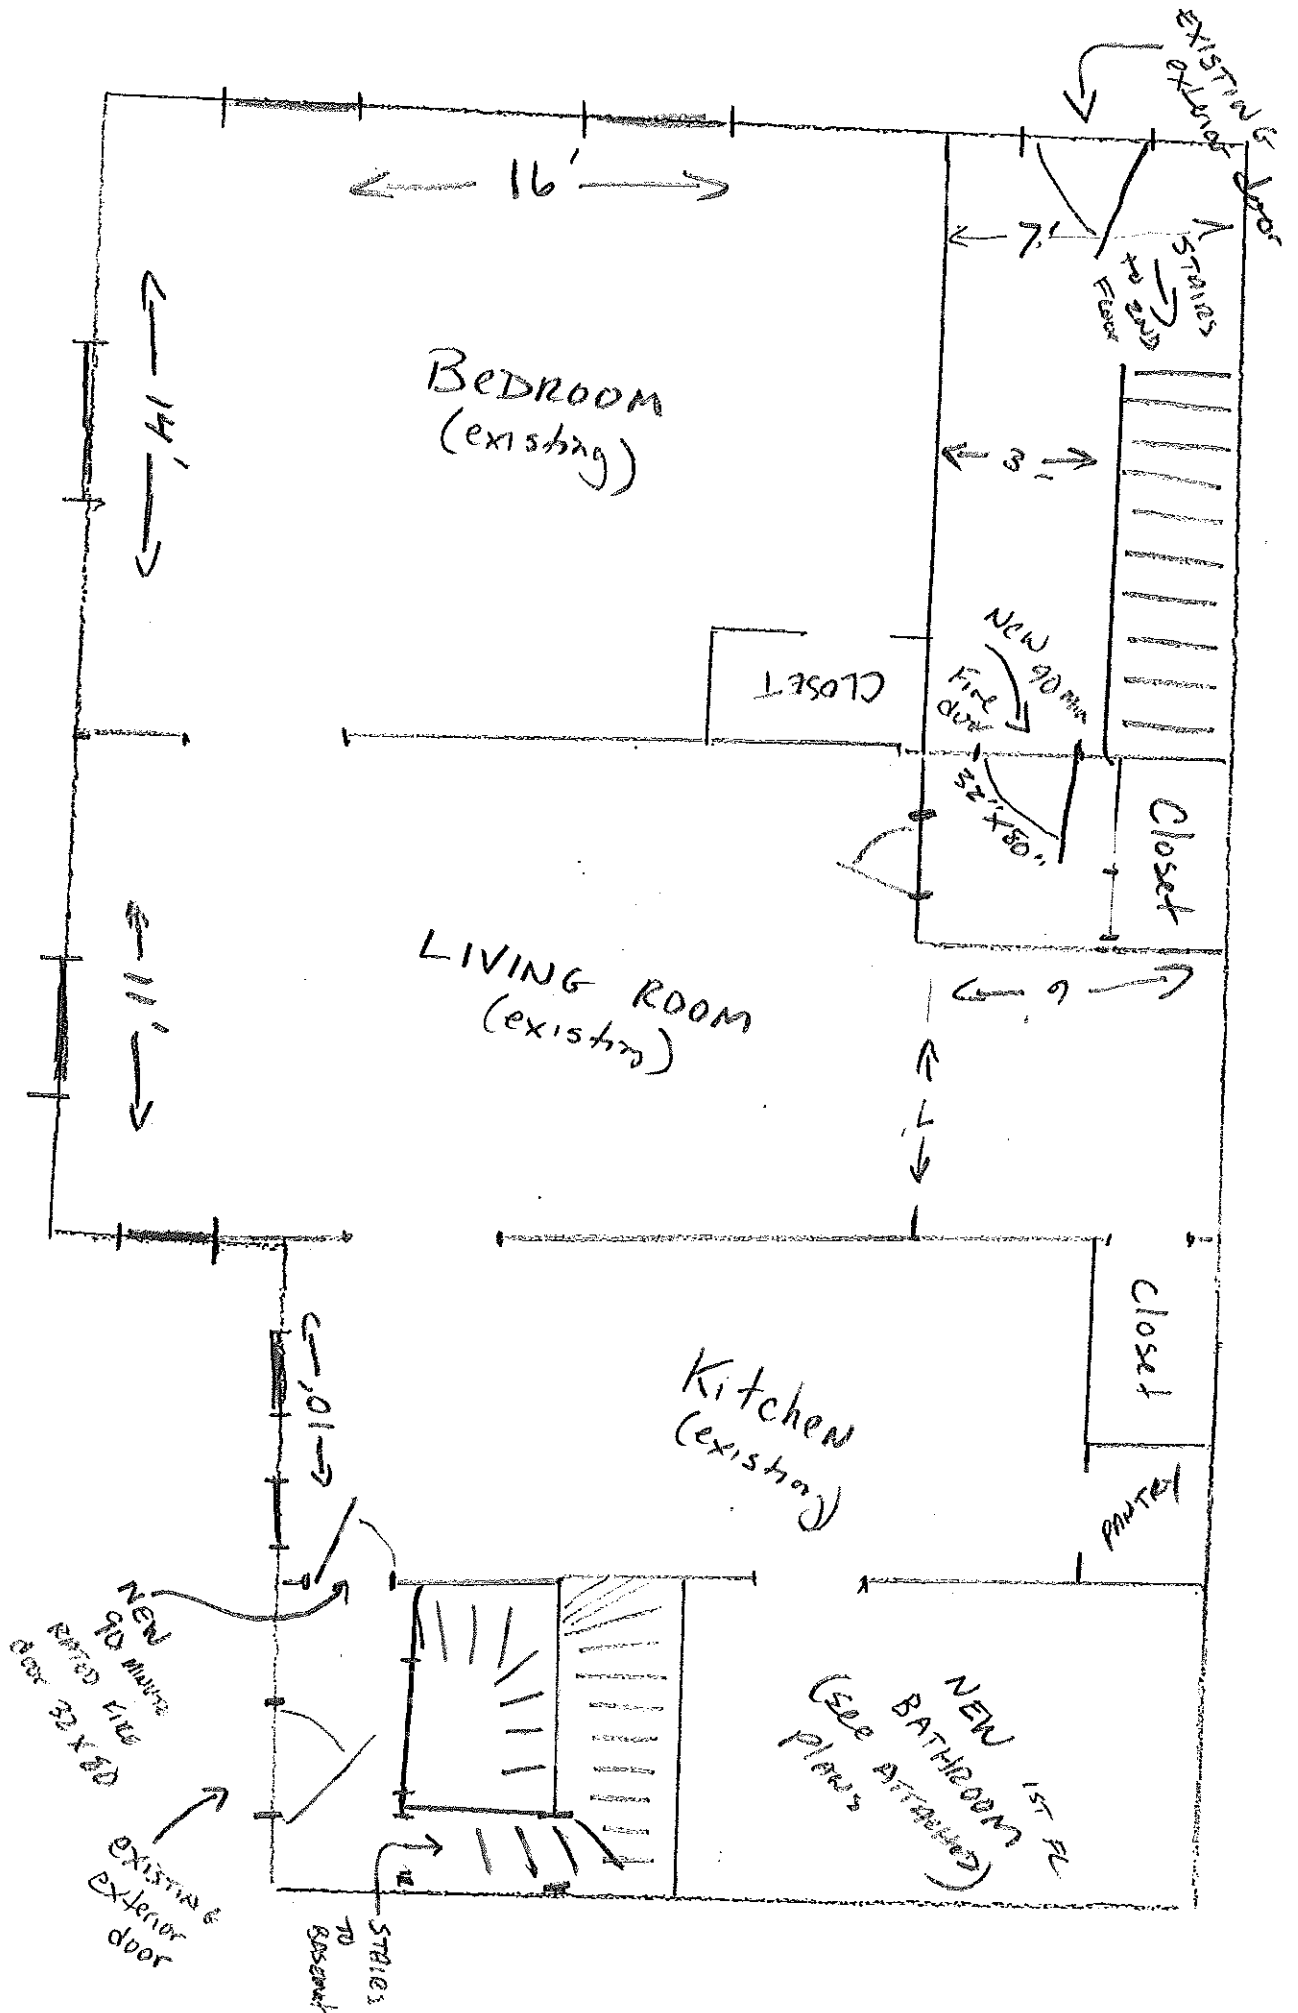 EXISTING
exterior
door
16'
7'
STAIRS
to 2ND
FLOOR
14'
BEDROOM
(existing)
3'
NEW
90 min
Fire
door
CLOSET
32" X 80"
Closet
11'
LIVING ROOM
(existing)
6
7'
Closet
10'
Kitchen
(existing)
PANTRY
NEW
90 MINUTE
RATED FIRE
door 32 X 80
NEW 1ST FL
BATHROOM
(see ATTACHED)
plans
EXISTING
exterior
door
STAIRS
TO
BASEMENT